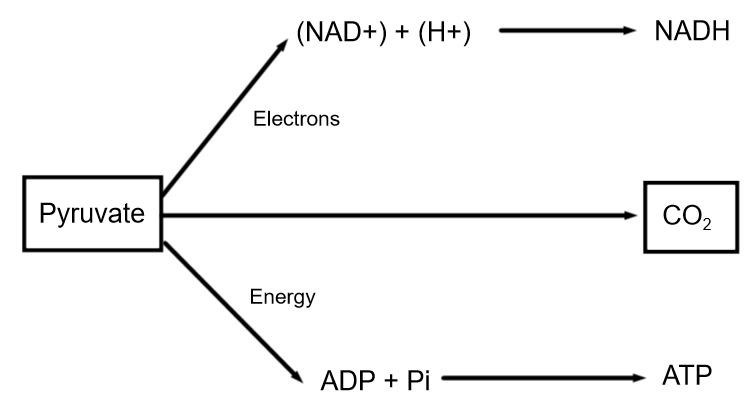 (NAD+) + (H+) NADH
Electrons
Pyruvate CO₂
Energy
ADP + Pi ATP